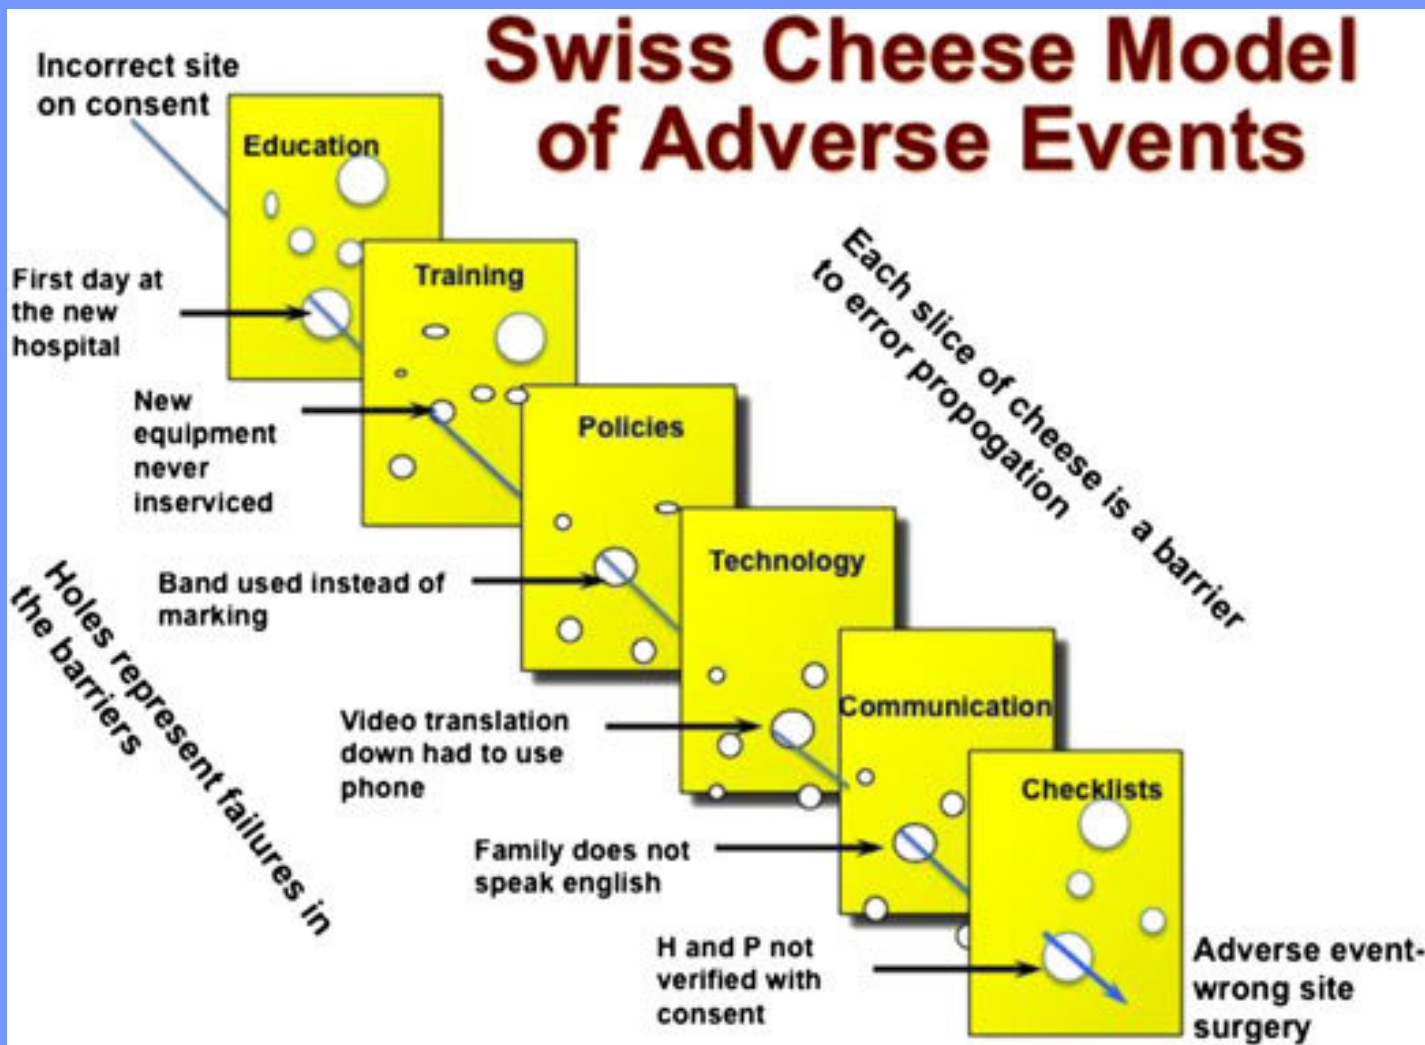 Swiss Cheese Model
of Adverse Events
Incorrect site
on consent
Education
First day at
the new
hospital
Training
New
equipment
never
inserviced
Policies
Band used instead of
marking
Technology
Video translation
down had to use
phone
Communication
Family does not
speak english
Checklists
H and P not
verified with
consent
Adverse event-
wrong site
surgery
Each slice of cheese is a barrier
to error propogation
Holes represent failures in
the barriers